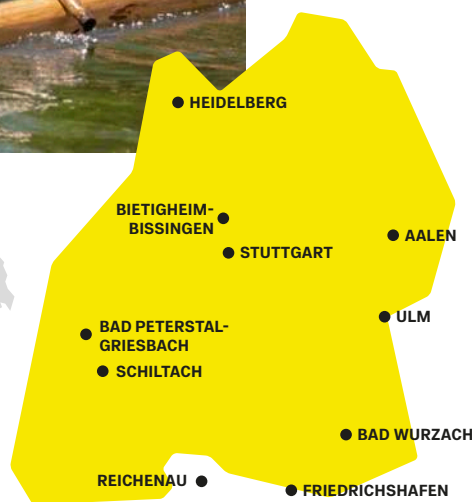 HEIDELBERG
BIETIGHEIM-
BISSINGEN
AALEN
STUTTGART
ULM
BAD PETERSTAL-
GRIESBACH
SCHILTACH
BAD WURZACH
REICHENAU
FRIEDRICHSHAFEN